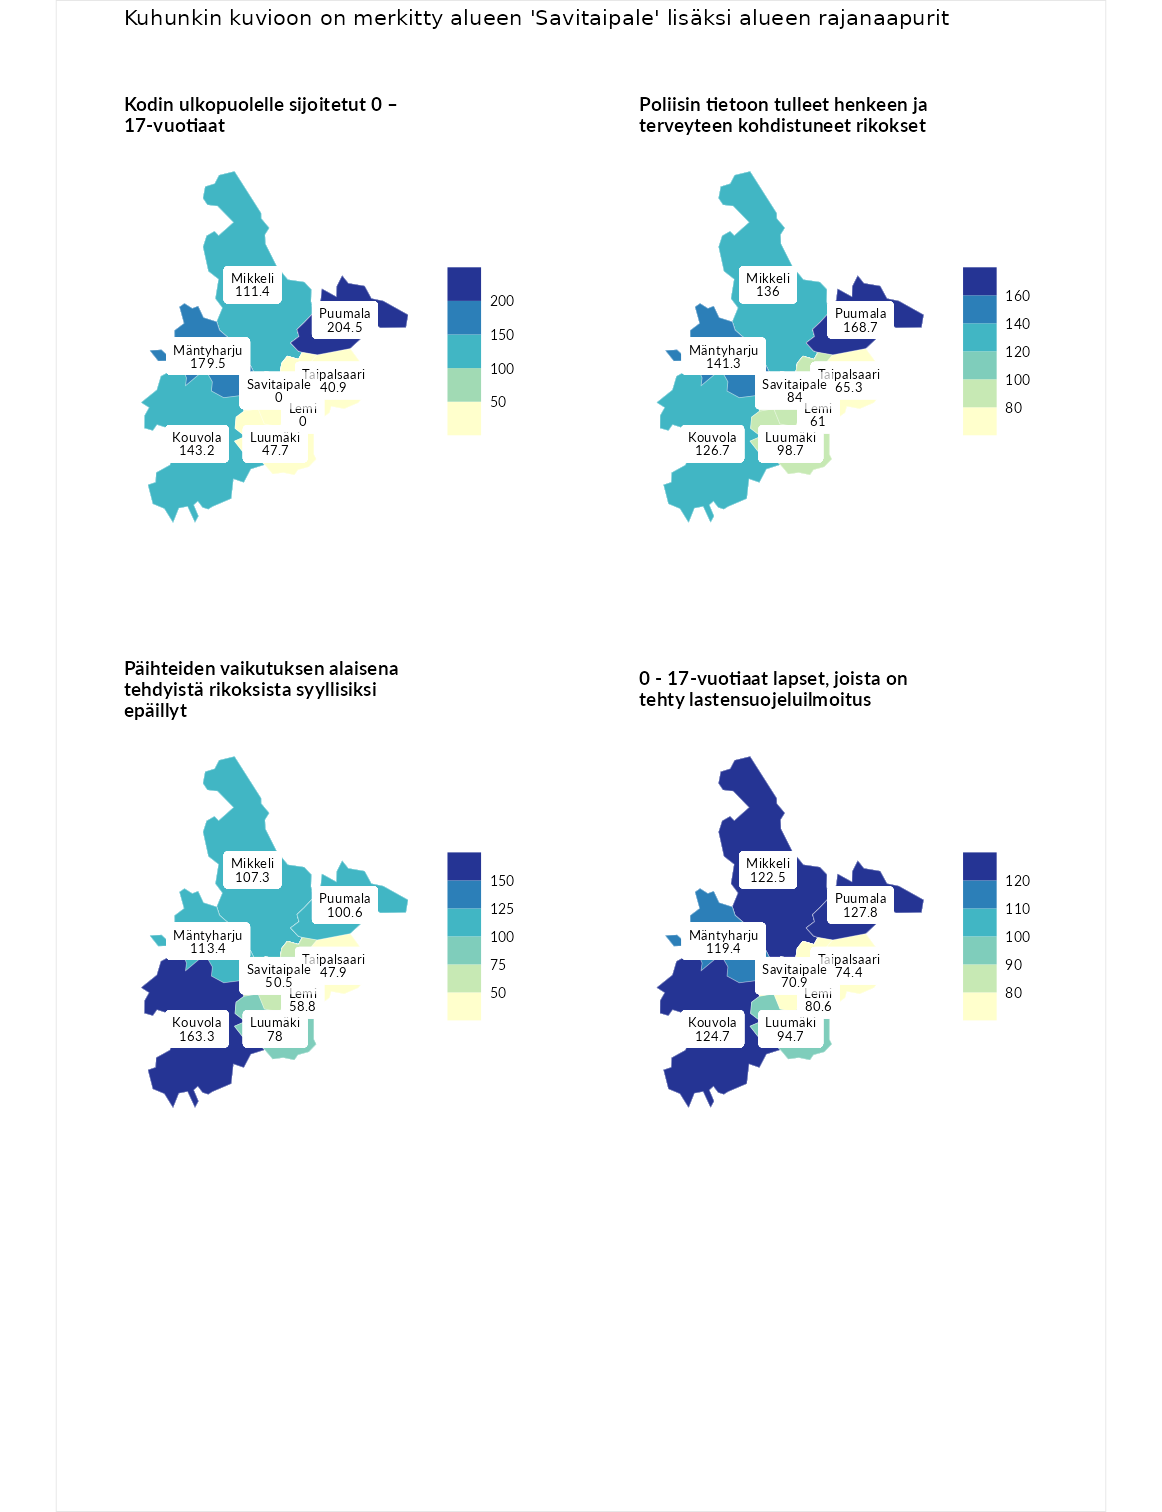 Kuhunkin kuvioon on merkitty alueen 'Savitaipale' lisäksi alueen rajanaapurit
Kodin ulkopuolelle sijoitetut 0 –
17-vuotiaat
Mikkeli
111.4
Puumala
204.5
Mäntyharju
179.5
Taipalsaari
40.9
Savitaipale
0
Lemi
0
Kouvola
143.2
Luumäki
47.7
200
150
100
50
Poliisin tietoon tulleet henkeen ja
terveyteen kohdistuneet rikokset
Mikkeli
136
Puumala
168.7
Mäntyharju
141.3
Taipalsaari
65.3
Savitaipale
84
Lemi
61
Kouvola
126.7
Luumäki
98.7
160
140
120
100
80
Päihteiden vaikutuksen alaisena
tehdyistä rikoksista syyllisiksi
epäillyt
Mikkeli
107.3
Puumala
100.6
Mäntyharju
113.4
Taipalsaari
47.9
Savitaipale
50.5
Lemi
58.8
Kouvola
163.3
Luumäki
78
150
125
100
75
50
0 - 17-vuotiaat lapset, joista on
tehty lastensuojeluilmoitus
Mikkeli
122.5
Puumala
127.8
Mäntyharju
119.4
Taipalsaari
74.4
Savitaipale
70.9
Lemi
80.6
Kouvola
124.7
Luumäki
94.7
120
110
100
90
80